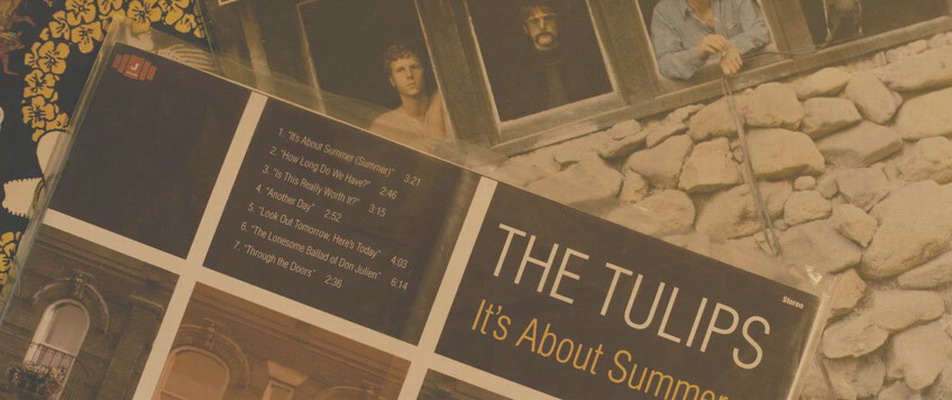 J
1. "It's About Summer (Summer)" 3:21
2. "How Long Do We Have?" 2:46
3. "Is This Really Worth It?" 3:15
4. "Another Day" 2:52
5. "Look Out Tomorrow, Here's Today" 4:03
6. "The Lonesome Ballad of Don Julien" 6:14
7. "Through the Doors" 2:36
Stereo
THE TULIPS
It's About Summer